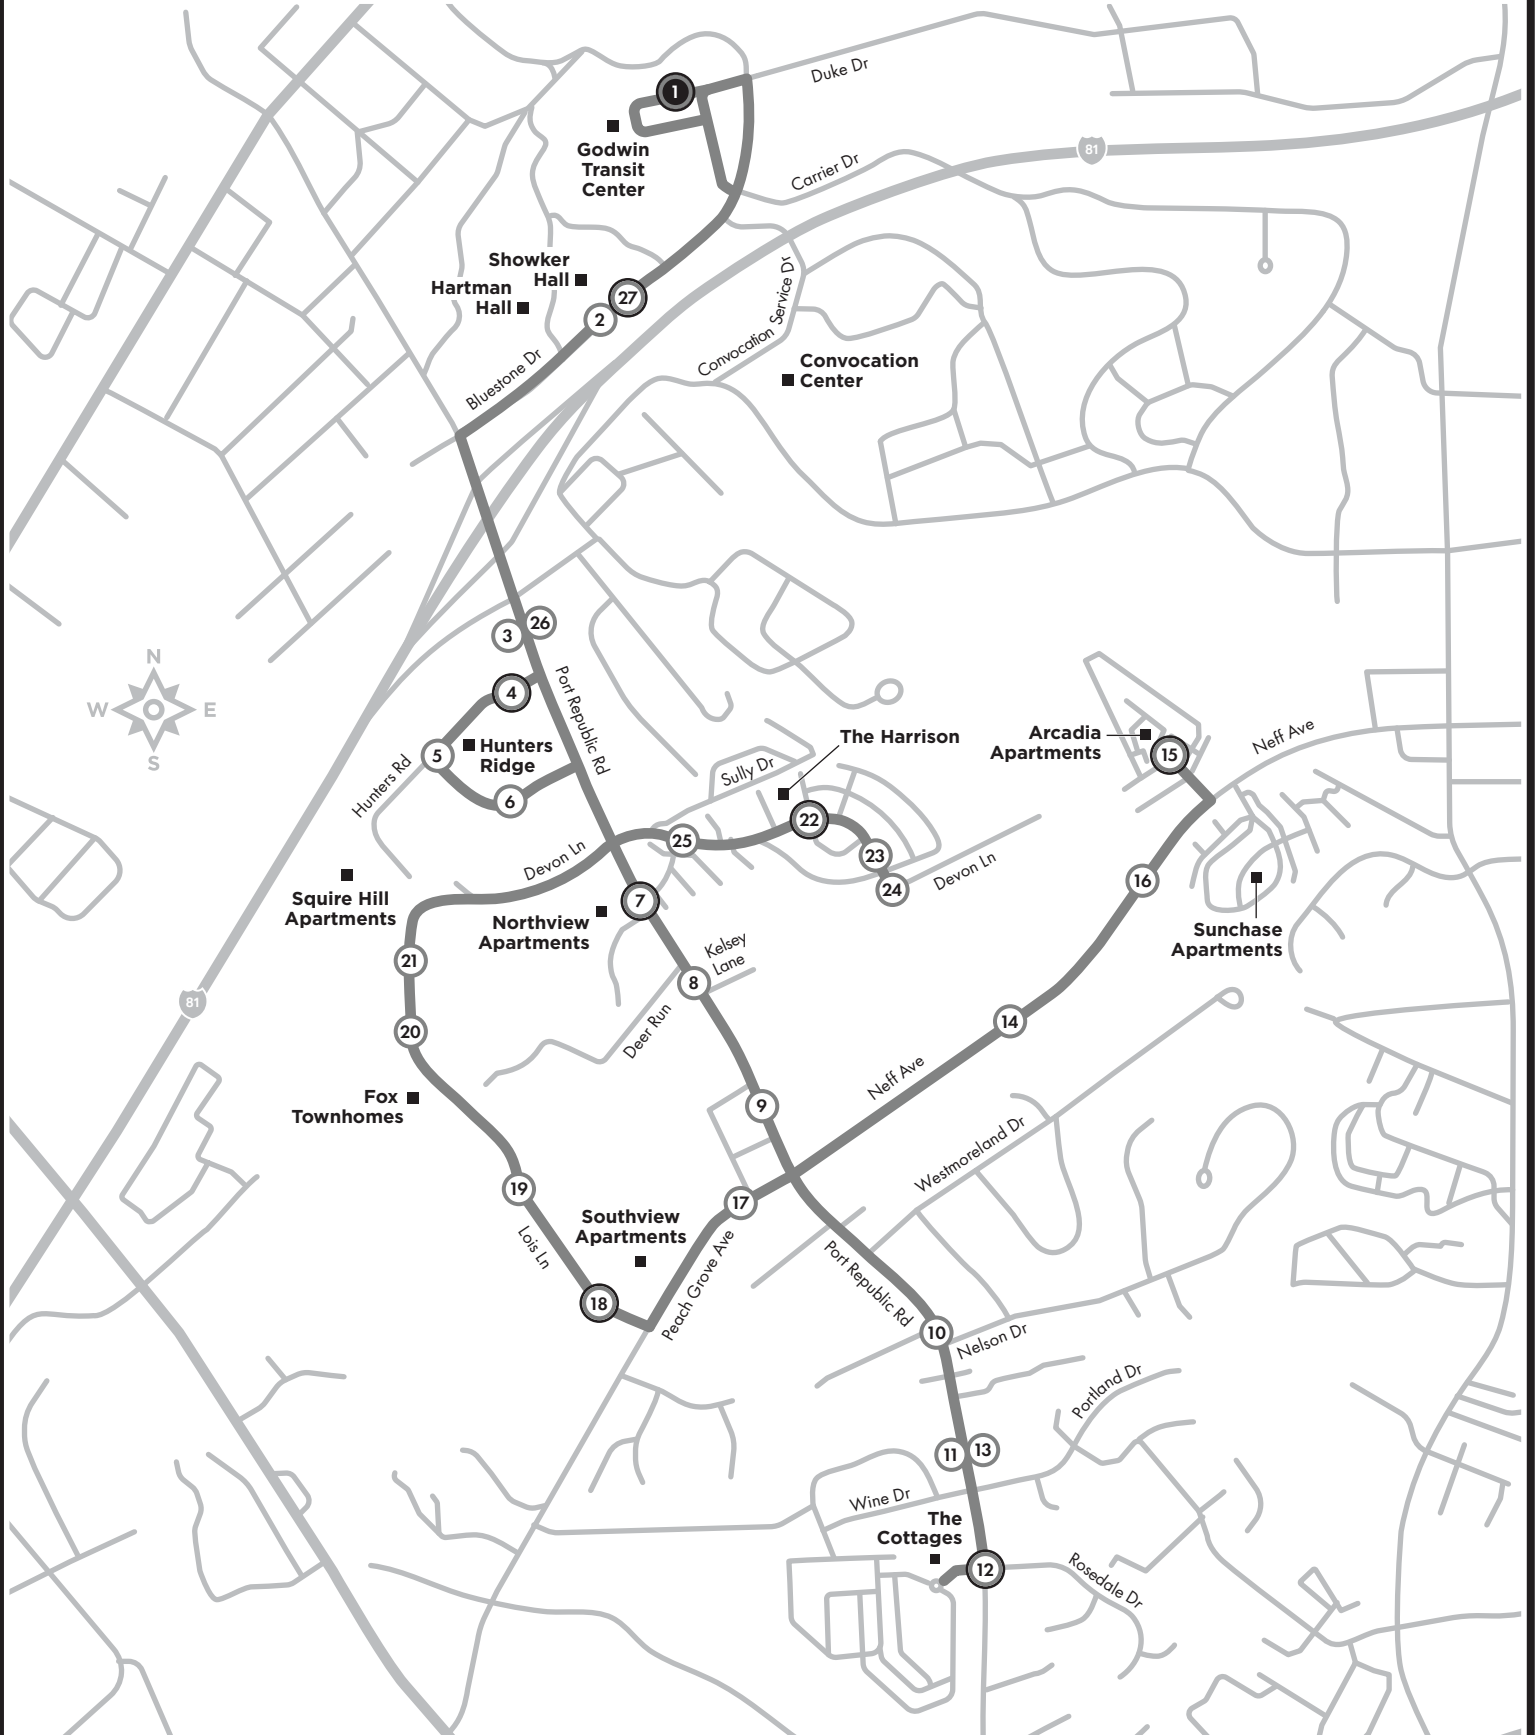 Duke Dr
1
81
Godwin
Transit
Center
Carrier Dr
Showker
Hall
Hartman
Hall
27
2
Convocation
Service Dr
Bluestone Dr
Convocation
Center
N
W
E
S
3
26
4
Port Republic Rd
5
Hunters
Ridge
Hunters Rd
6
The Harrison
Sully Dr
Arcadia
Apartments
15
Neff Ave
22
25
23
24
Devon Ln
Devon Ln
16
Squire Hill
Apartments
7
Northview
Apartments
Sunchase
Apartments
Kelsey
Lane
21
8
81
20
Deer Run
14
Fox
Townhomes
Neff Ave
9
Westmoreland Dr
19
17
Southview
Apartments
Lois Ln
Peach Grove Ave
18
Port Republic Rd
10
Nelson Dr
Portland Dr
11
13
Wine Dr
The
Cottages
12
Rosedale Dr